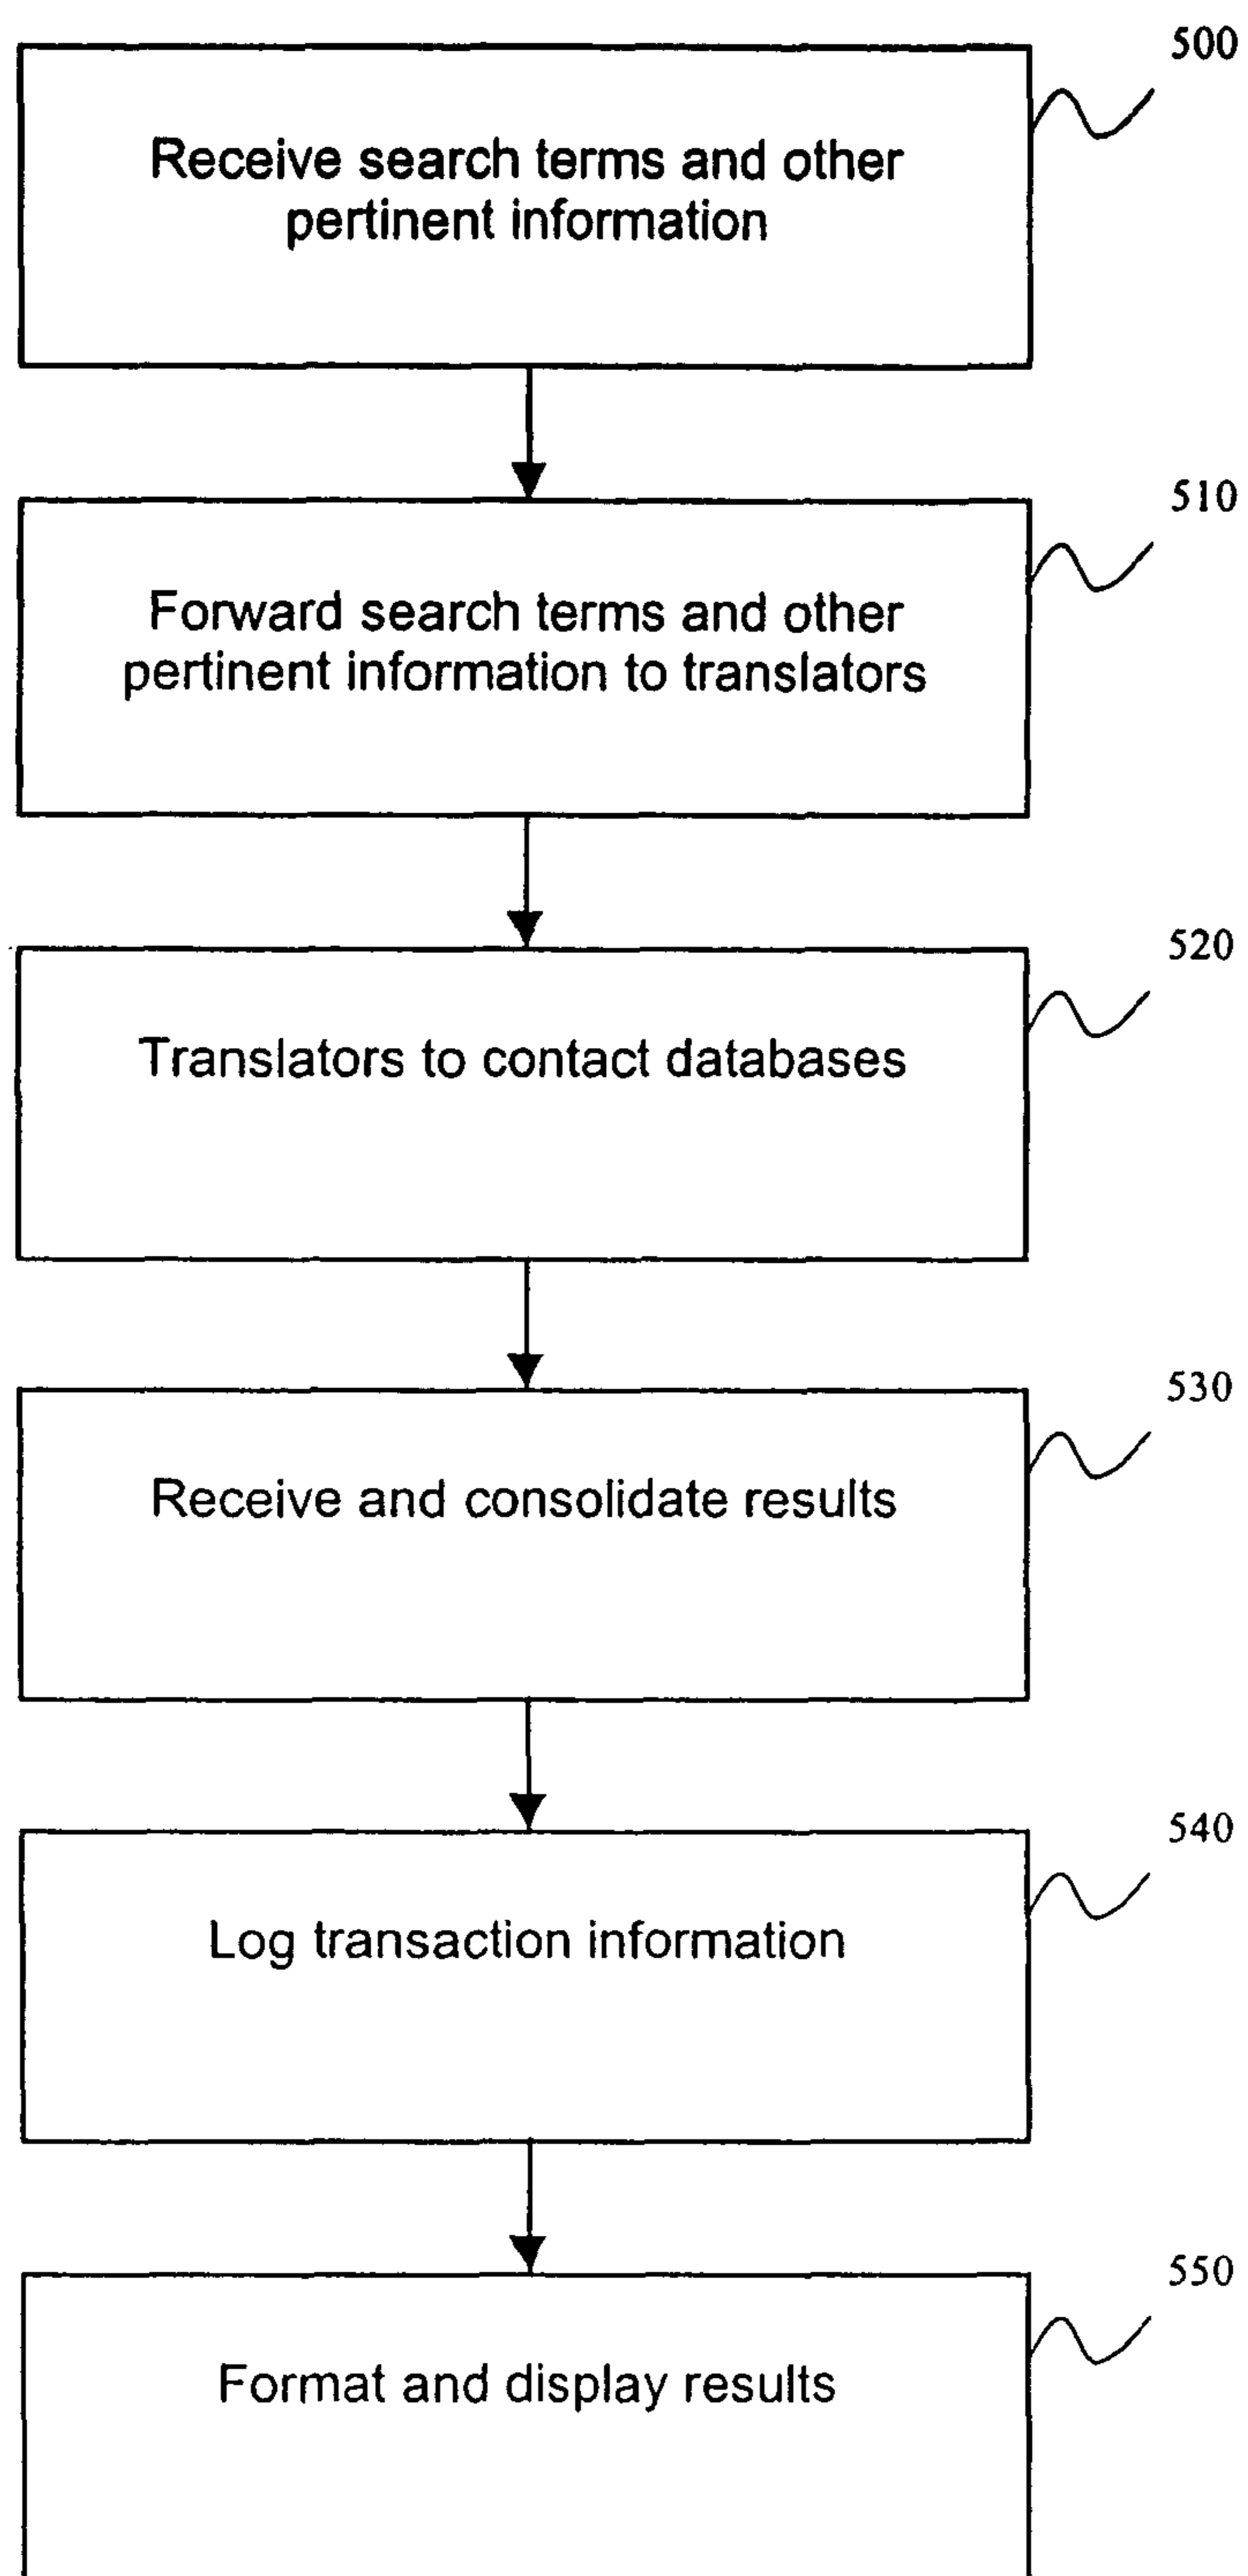 500
Receive search terms and other
pertinent information
510
Forward search terms and other
pertinent information to translators
520
Translators to contact databases
530
Receive and consolidate results
540
Log transaction information
550
Format and display results